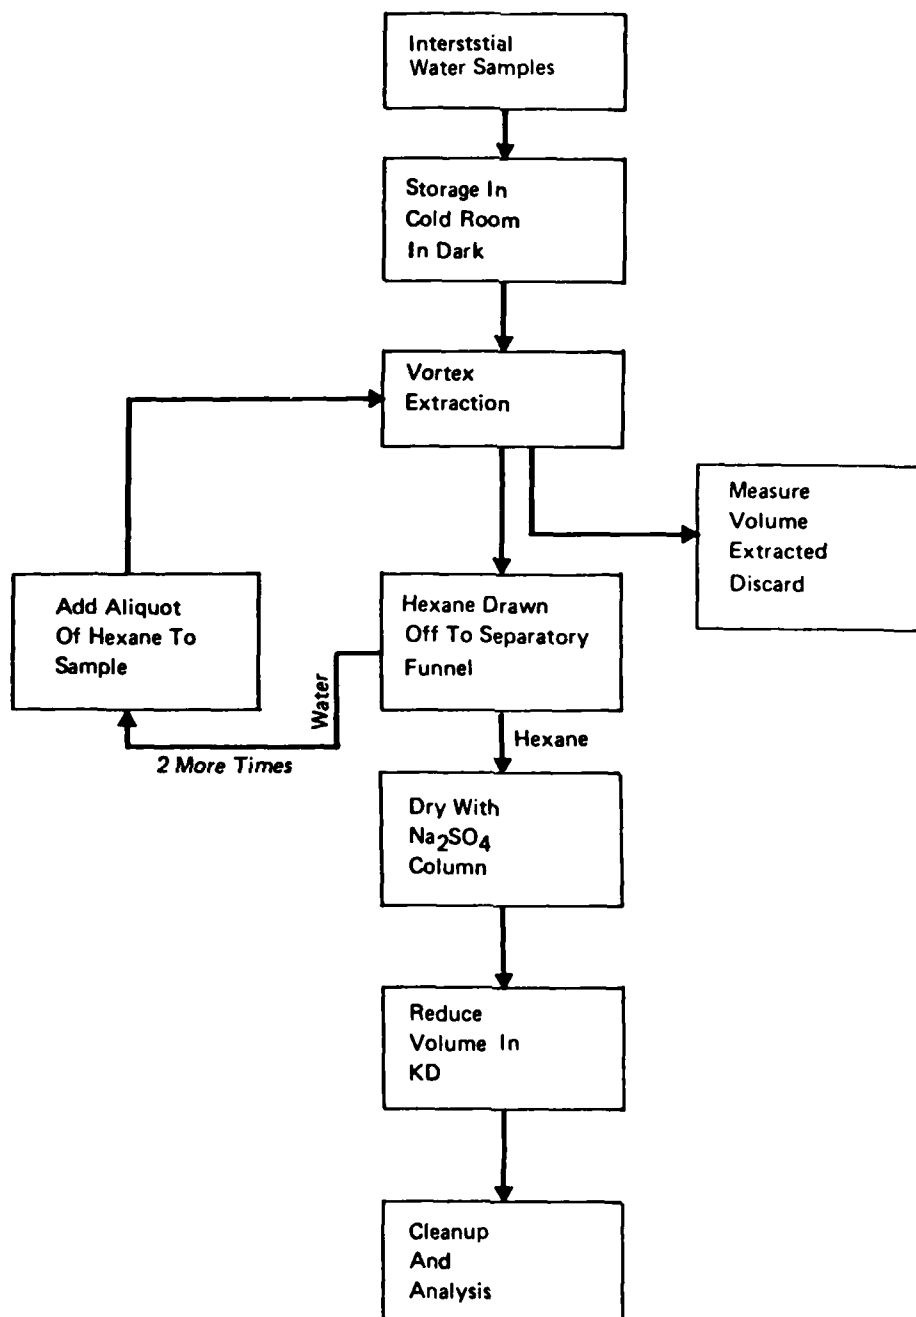 Interststial
Water Samples
Storage In
Cold Room
In Dark
Vortex
Extraction
Measure
Volume
Extracted
Discard
Add Aliquot
Of Hexane To
Sample
Hexane Drawn
Off To Separatory
Funnel
Water
2 More Times
Hexane
Dry With
Na₂SO₄
Column
Reduce
Volume In
KD
Cleanup
And
Analysis